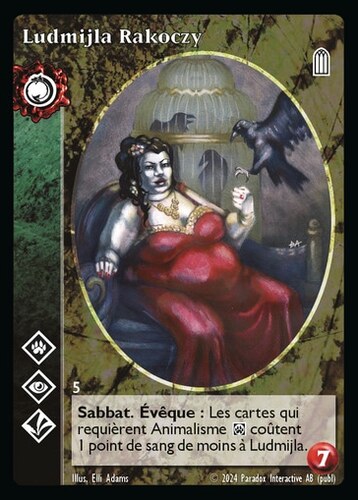 Ludmijla Rakoczy
5
Sabbat. Évêque : Les cartes qui
requièrent Animalisme coûtent
1 point de sang de moins à Ludmijla.
7
Illus. Elli Adams
© 2024 Paradox Interactive AB (publ)